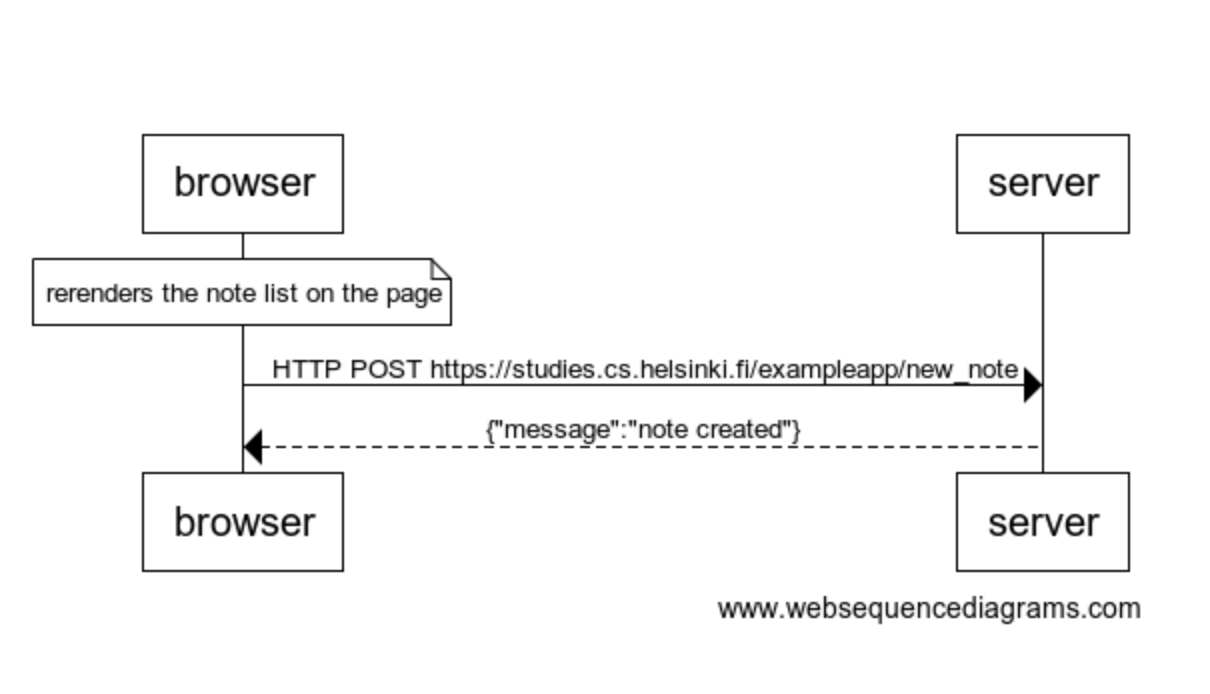 browser
server
rerenders the note list on the page
HTTP POST https://studies.cs.helsinki.fi/exampleapp/new_note
{"message":"note created"}
browser
server
www.websequencediagrams.com